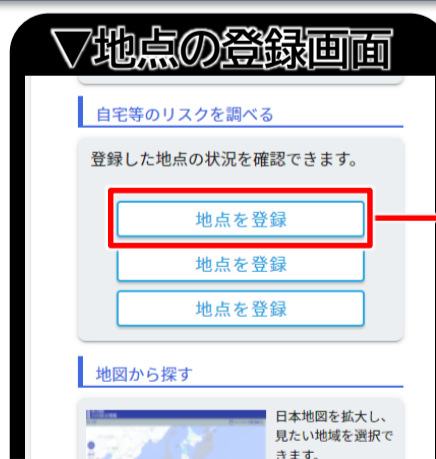 ▽地点の登録画面
自宅等のリスクを調べる
登録した地点の状況を確認できます。
地点を登録
地点を登録
地点を登録
地図から探す
日本地図を拡大し、
見たい地域を選択で
きます。